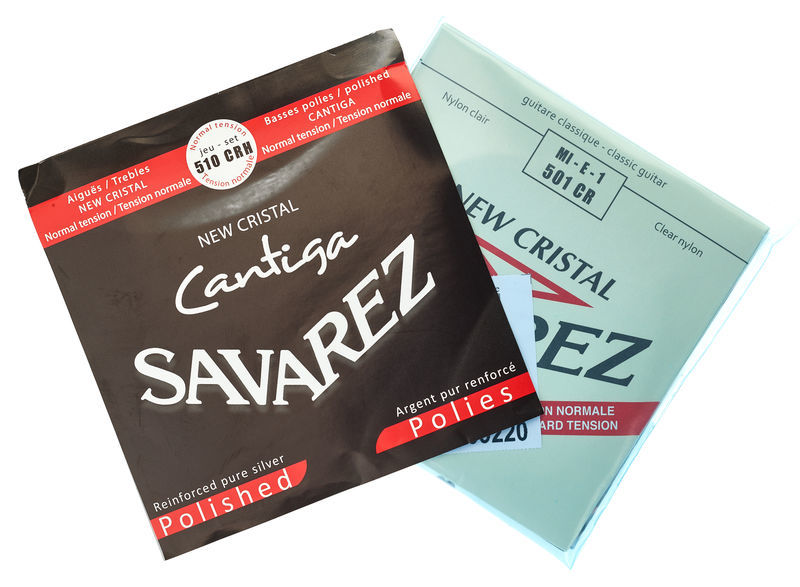 Aiguës / Trebles
NEW CRISTAL
Normal tension / Tension normale
Normal tension
jeu - set
510 CRH
Tension normale
Basses polies / polished
CANTIGA
Normal tension / Tension normale
NEW CRISTAL
Cantiga
SAVAREZ
Argent pur renforcé
Polies
Reinforced pure silver
Polished
guitare classique - classic guitar
Nylon clair
MI - E - 1
501 CR
Clear nylon
NEW CRISTAL
REZ
N NORMALE
ARD TENSION
0220